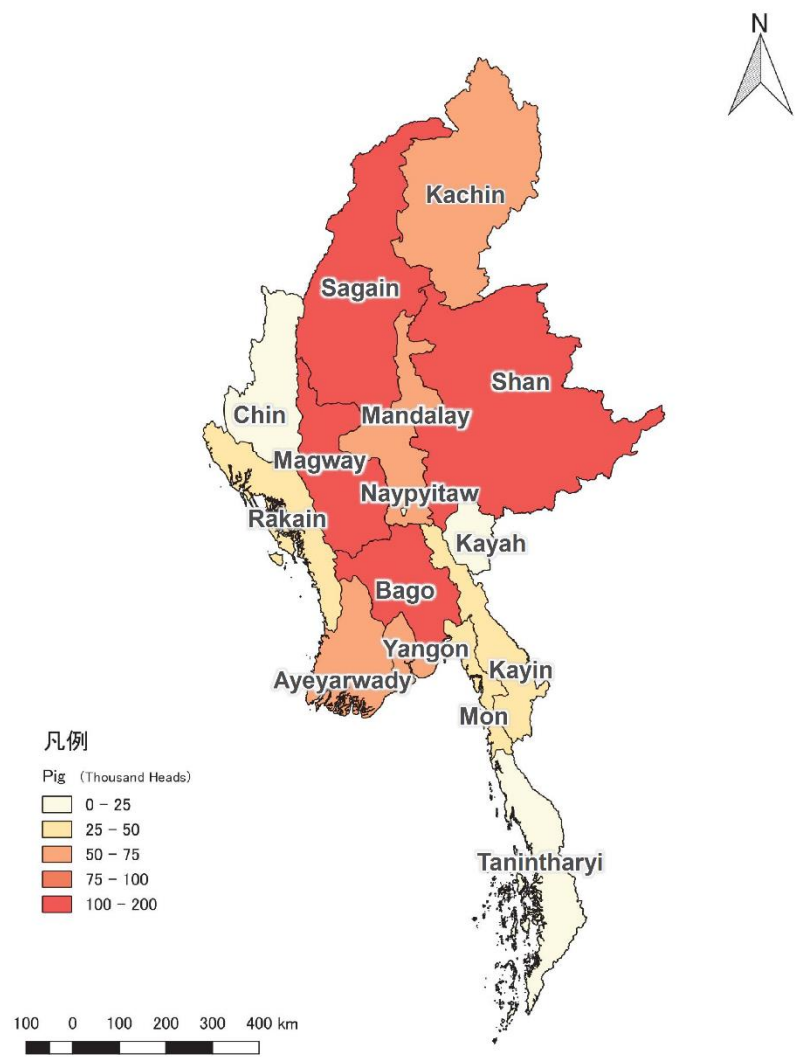 N
Kachin
Sagain
Shan
Chin
Mandalay
Magway
Naypyitaw
Rakain
Kayah
Bago
Yangon
Kayin
Ayeyarwady
Mon
凡例
Pig (Thousand Heads)
0 - 25
25 - 50
50 - 75
75 - 100
100 - 200
Tanintharyi
100 0 100 200 300 400 km